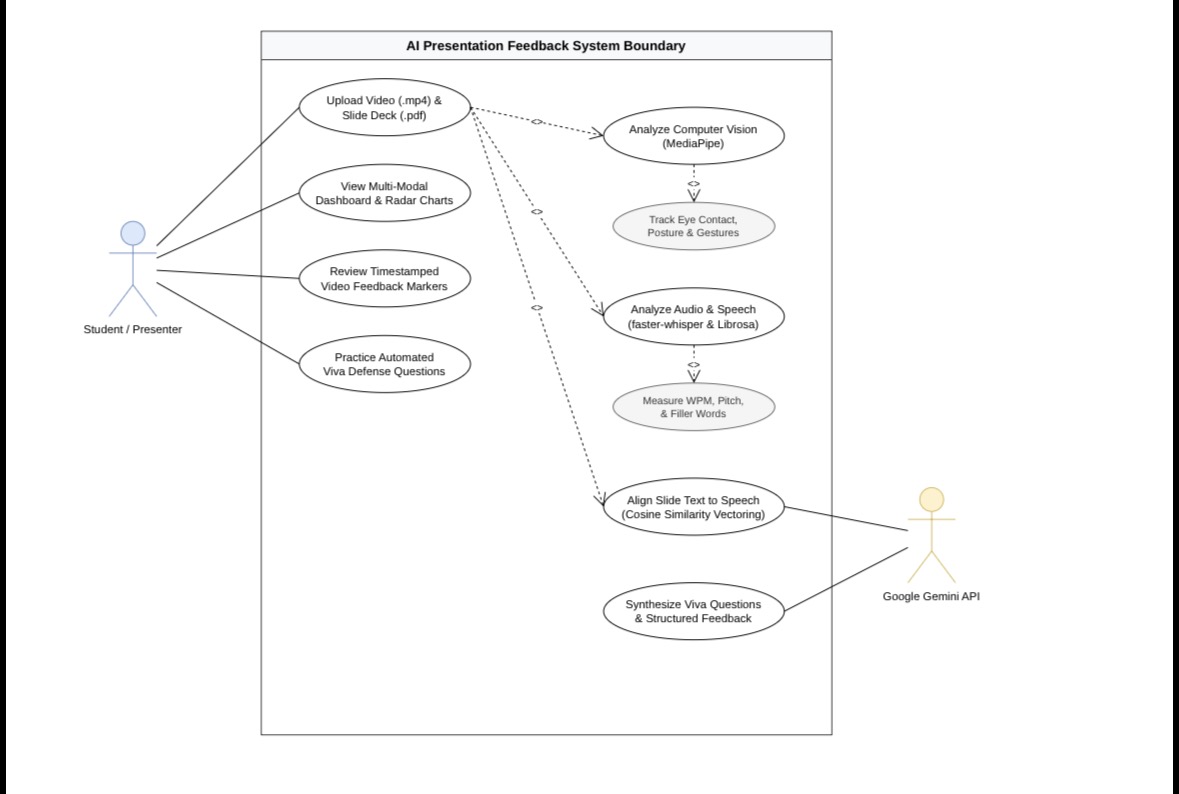 AI Presentation Feedback System Boundary
Upload Video (.mp4) &
Slide Deck (.pdf)
<>
Analyze Computer Vision
(MediaPipe)
View Multi-Modal
Dashboard & Radar Charts
<>
<>
Track Eye Contact,
Posture & Gestures
Review Timestamped
Video Feedback Markers
<>
Analyze Audio & Speech
(faster-whisper & Librosa)
Student / Presenter
Practice Automated
Viva Defense Questions
<>
Measure WPM, Pitch,
& Filler Words
Align Slide Text to Speech
(Cosine Similarity Vectoring)
Google Gemini API
Synthesize Viva Questions
& Structured Feedback